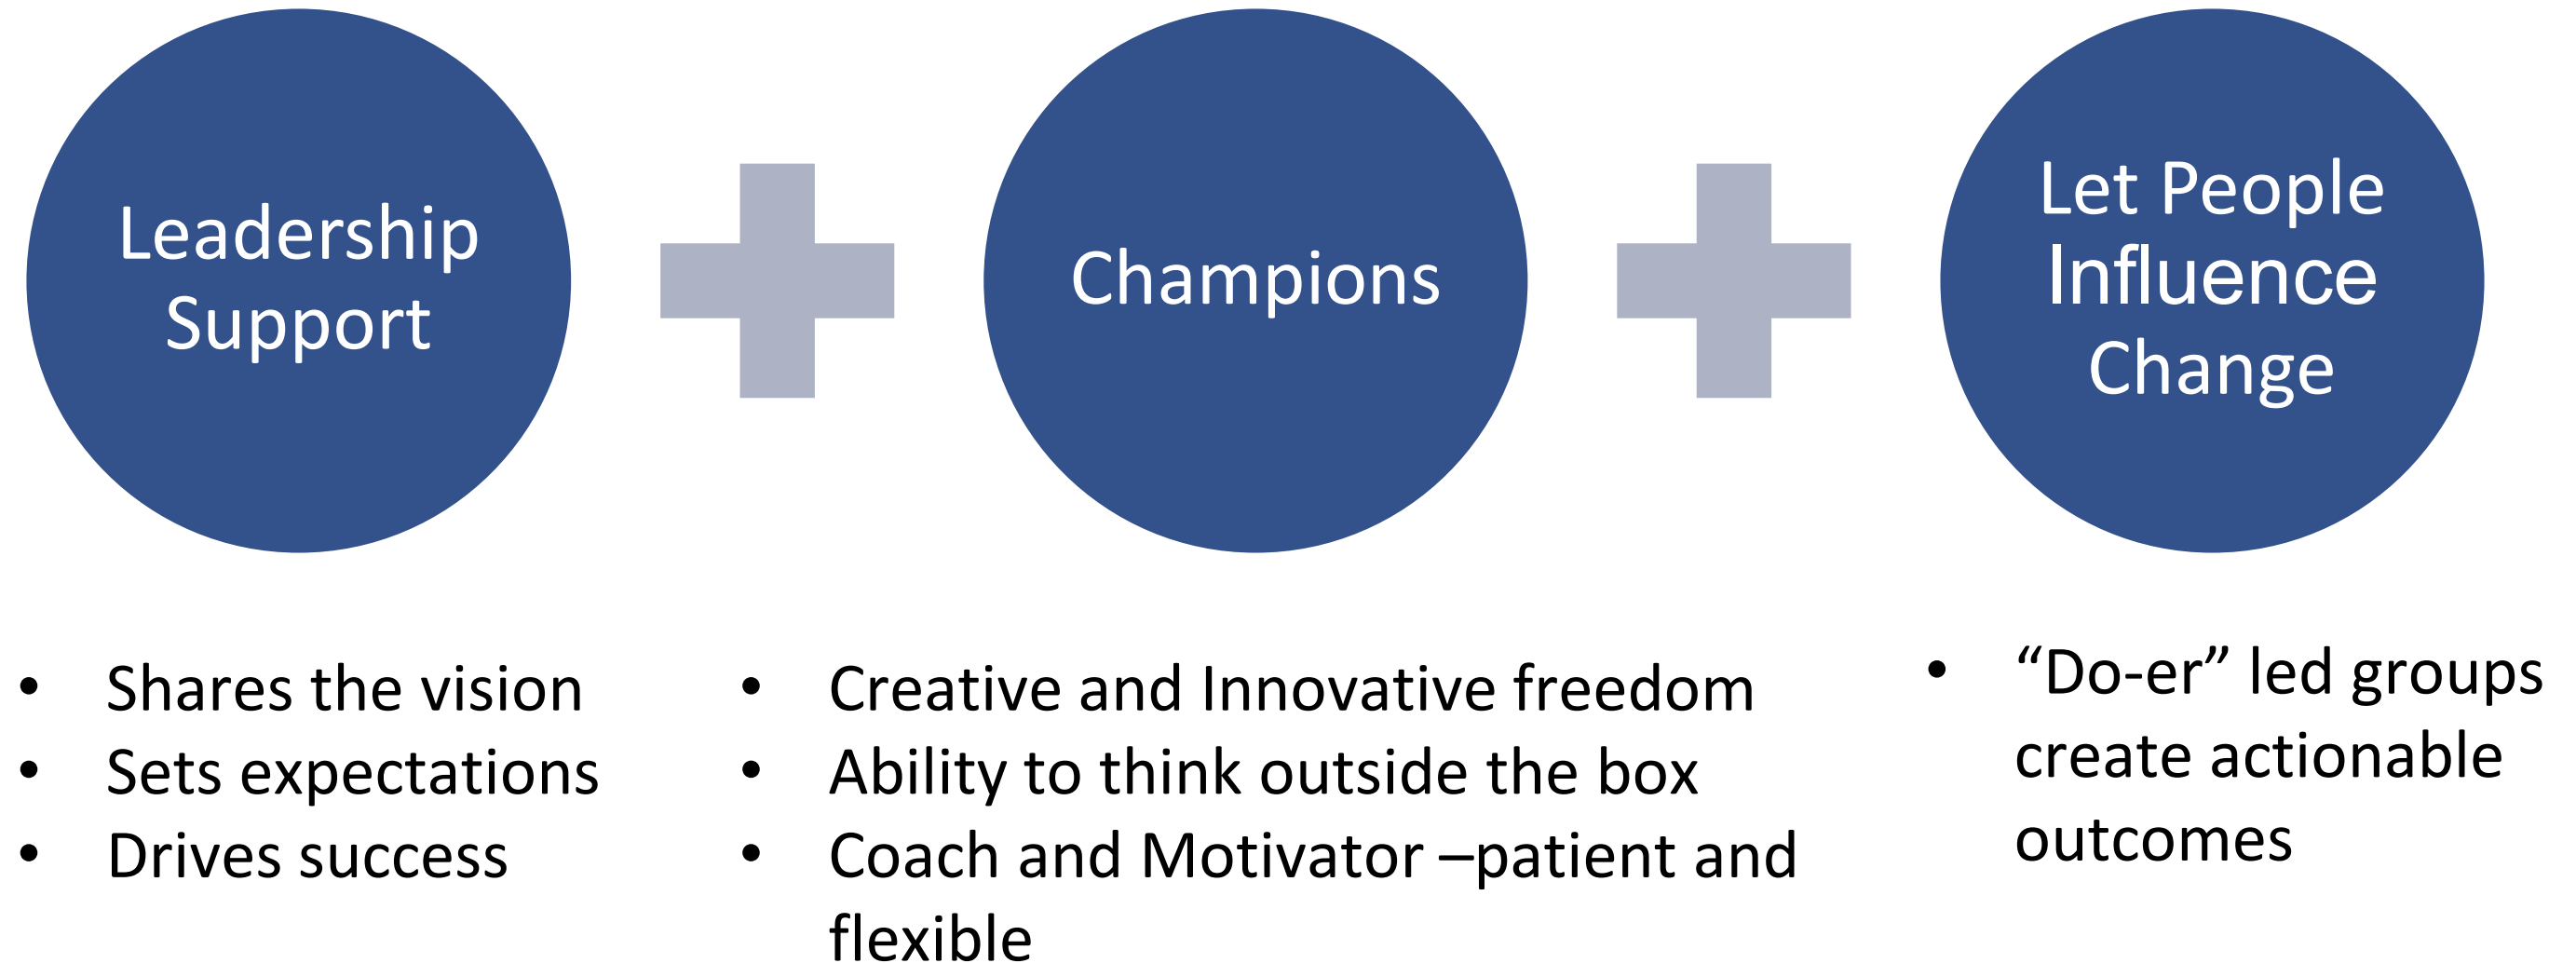 Leadership
Support
Champions
Let People
Influence
Change
• Shares the vision
• Sets expectations
• Drives success
• Creative and Innovative freedom
• Ability to think outside the box
• Coach and Motivator –patient and
flexible
• “Do-er” led groups
create actionable
outcomes